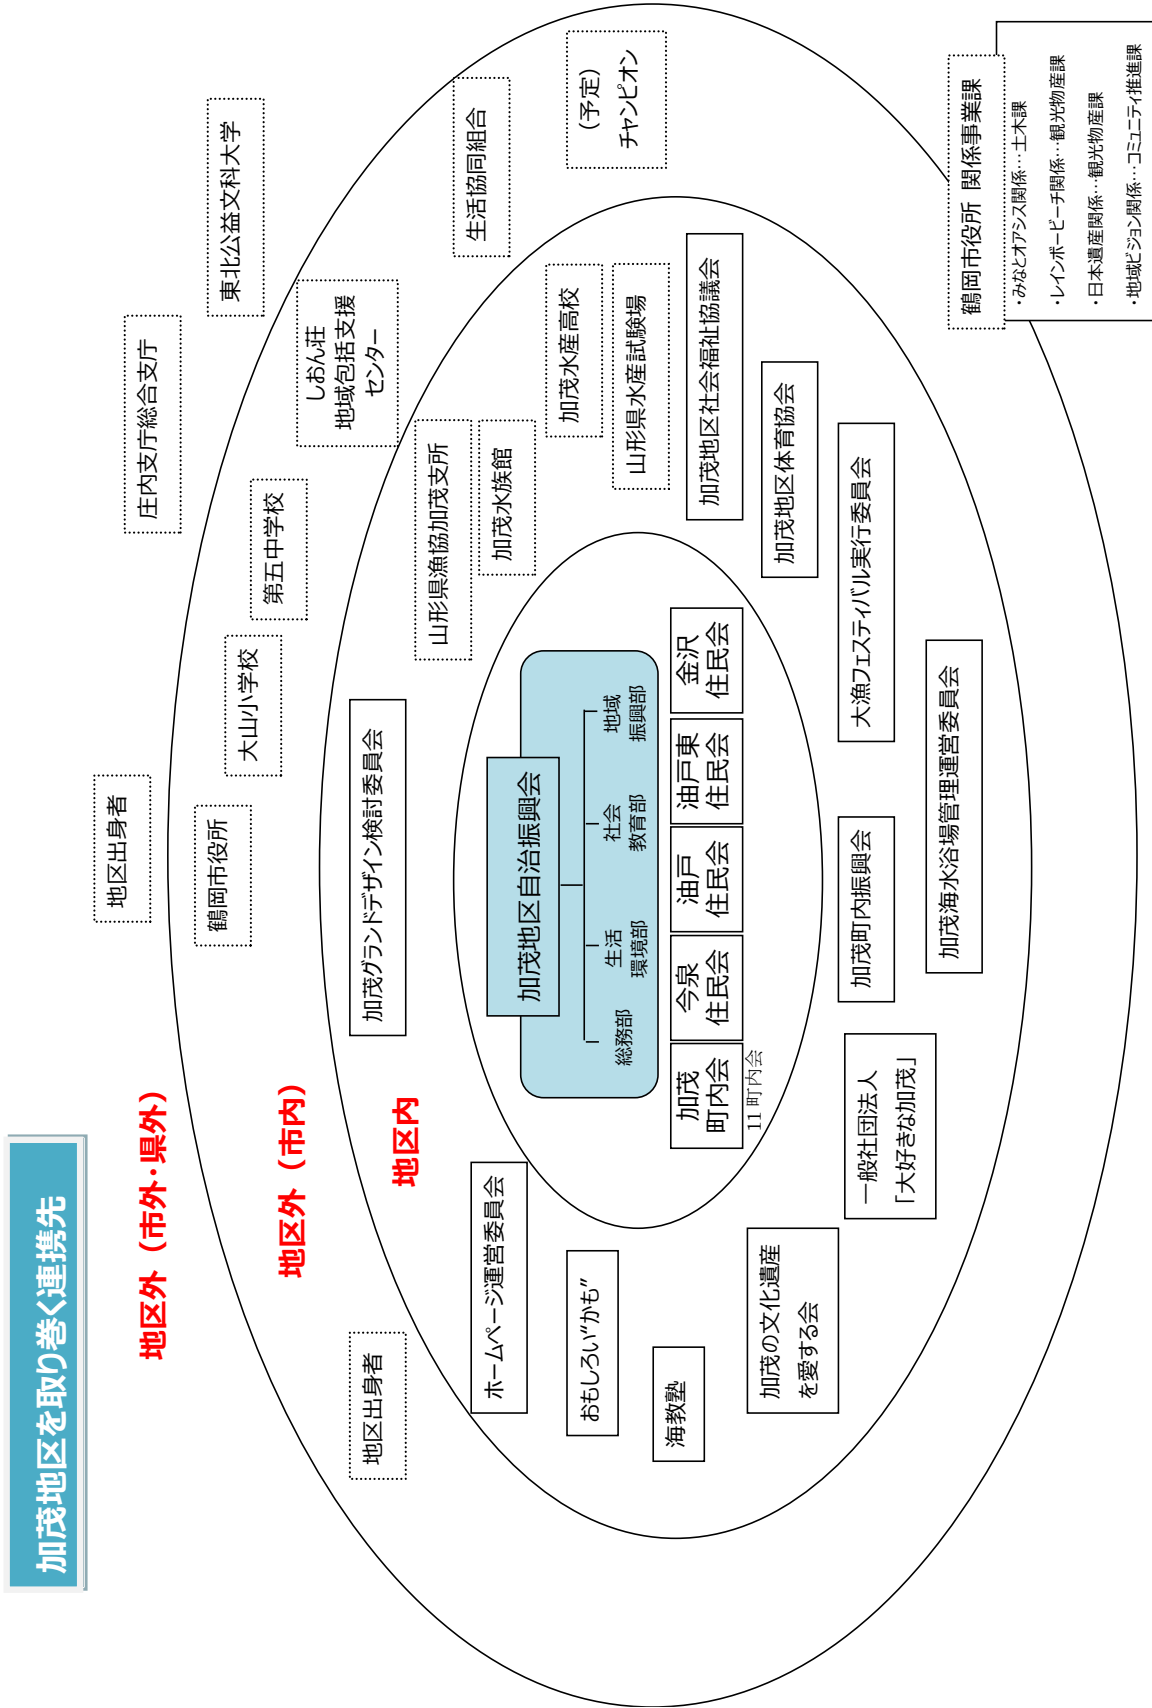 加茂地区を取り巻く連携先
地区外（市外・県外）
地区出身者
庄内支庁総合支庁
東北公益文科大学
地区外（市内）
地区出身者
鶴岡市役所
大山小学校
第五中学校
しおん荘
地域包括支援
センター
生活協同組合
（予定）
チャンピオン
鶴岡市役所 関係事業課
・みなとオアシス関係…土木課
・レインボービーチ関係…観光物産課
・日本遺産関係…観光物産課
・地域ビジョン関係…コミュニティ推進課
地区内
加茂グランドデザイン検討委員会
山形県漁協加茂支所
加茂水族館
加茂水産高校
山形県水産試験場
加茂地区社会福祉協議会
加茂地区体育協会
大漁フェスティバル実行委員会
加茂海水浴場管理運営委員会
加茂町内振興会
一般社団法人
「大好きな加茂」
加茂の文化遺産
を愛する会
海教塾
おもしろい“かも”
ホームページ運営委員会
加茂地区自治振興会
総務部
生活
環境部
社会
教育部
地域
振興部
加茂
町内会
11 町内会
今泉
住民会
油戸
住民会
油戸東
住民会
金沢
住民会